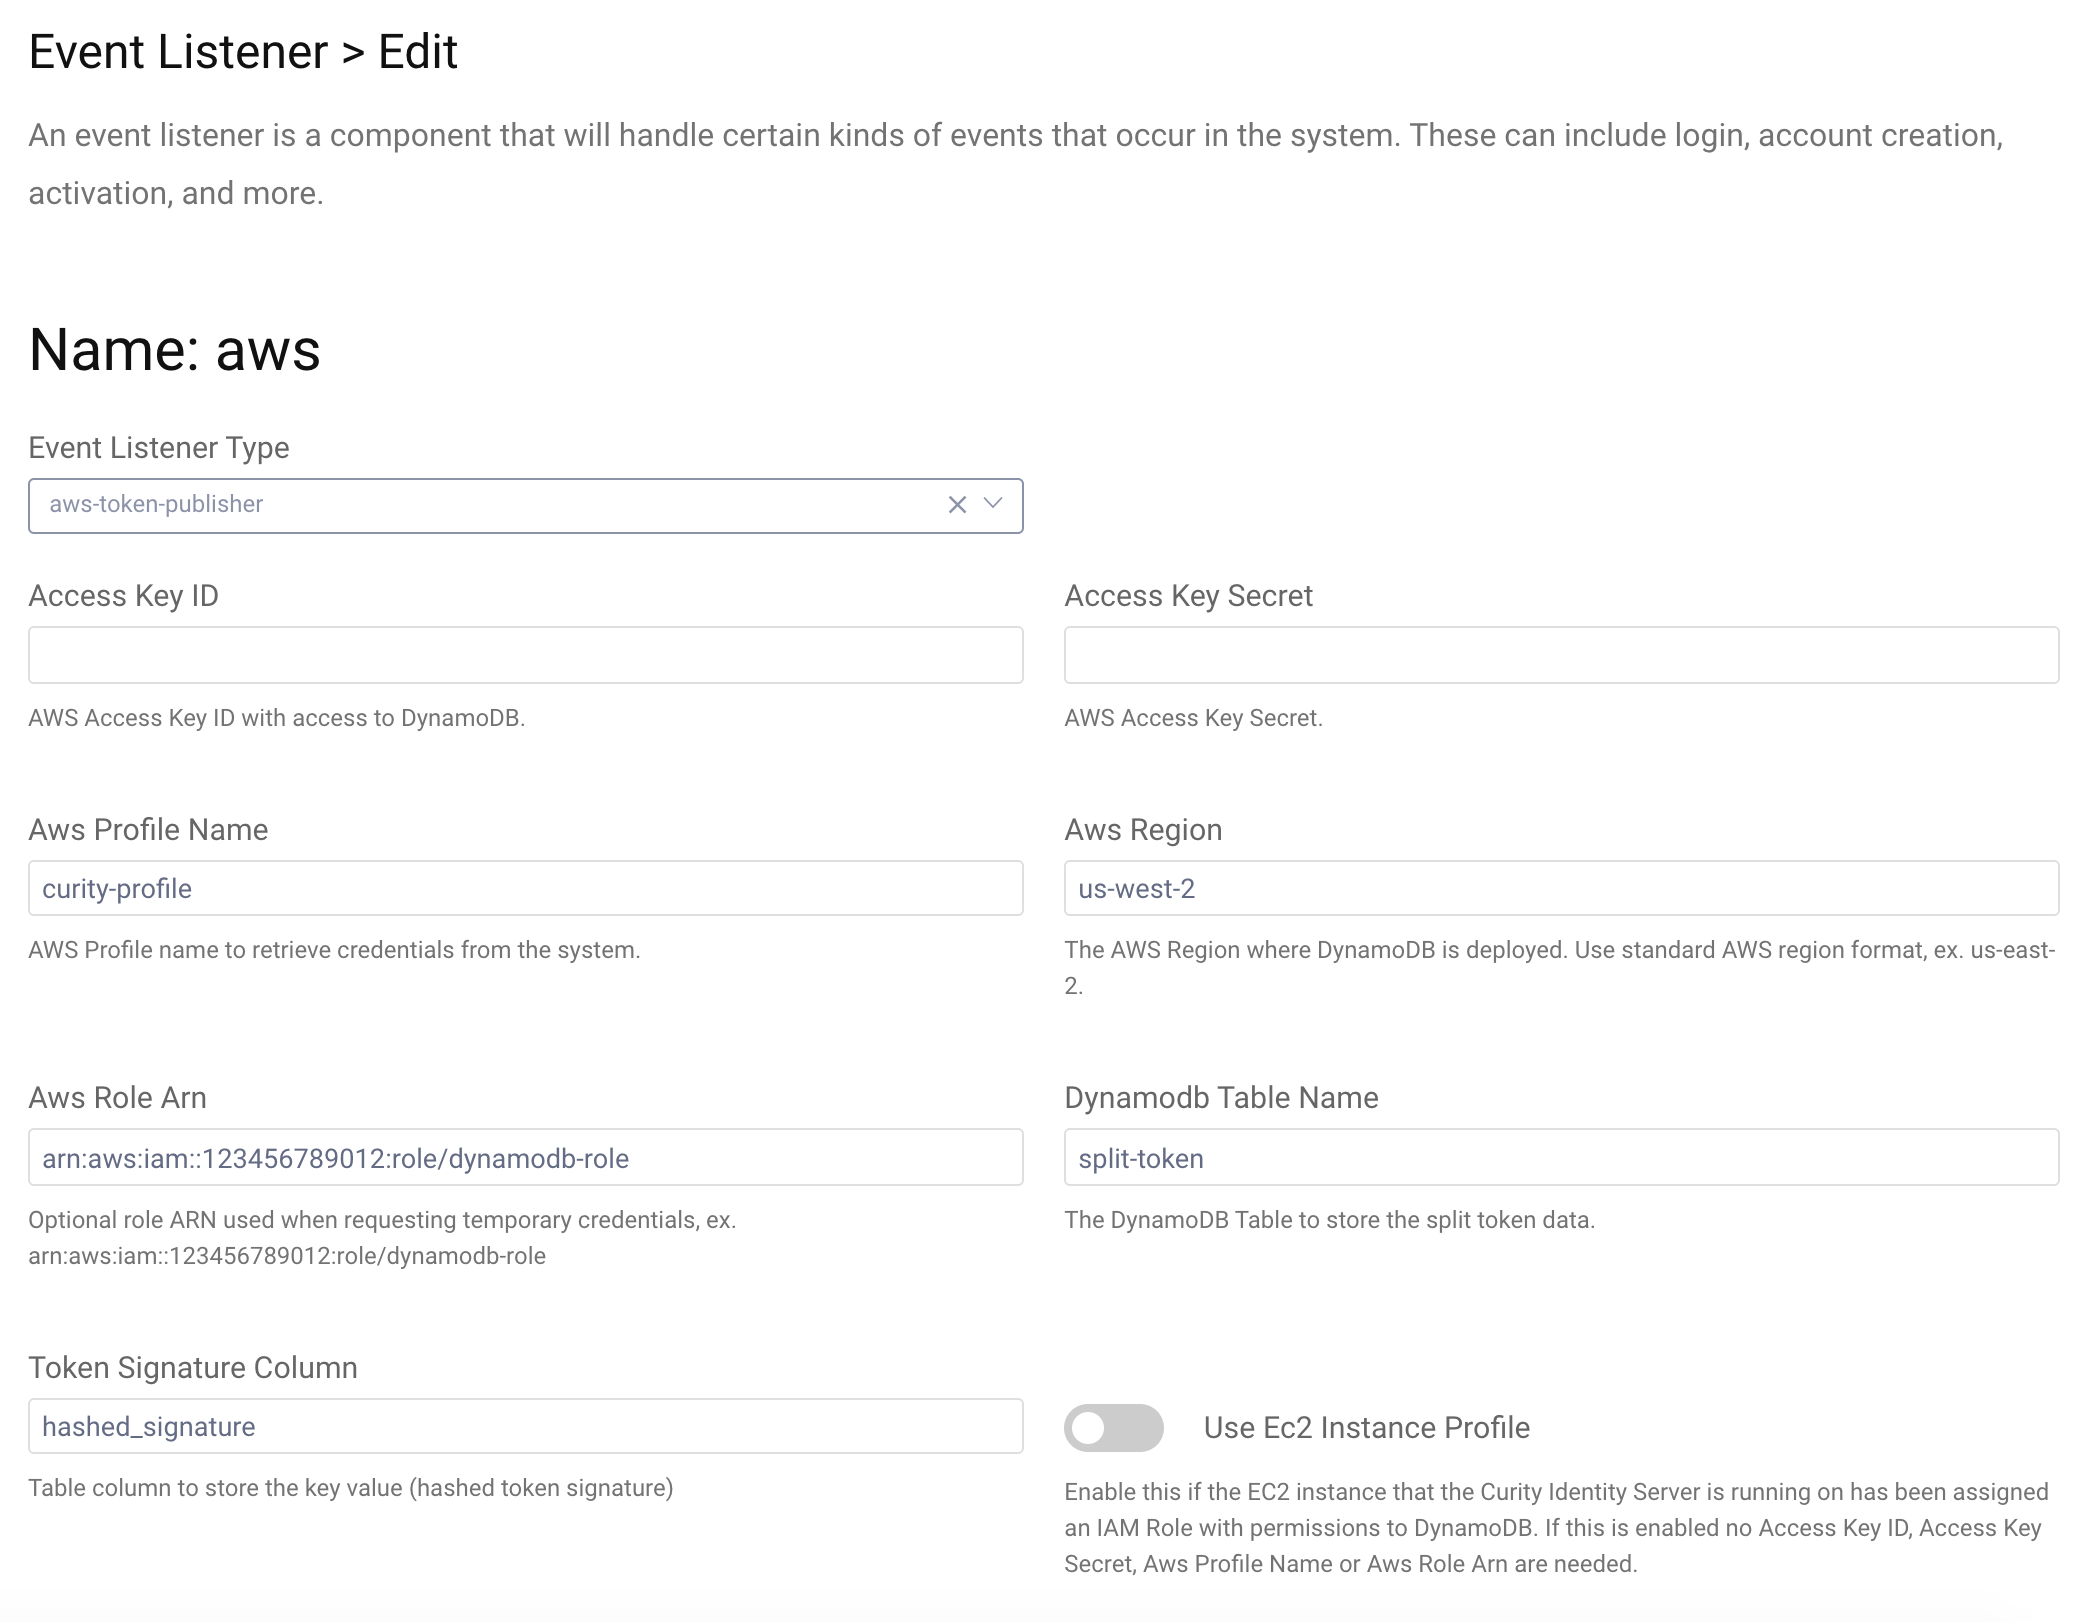 Event Listener > Edit
An event listener is a component that will handle certain kinds of events that occur in the system. These can include login, account creation,
activation, and more.
Name: aws
Event Listener Type
aws-token-publisher
Access Key ID
Access Key Secret
AWS Access Key ID with access to DynamoDB.
AWS Access Key Secret.
Aws Profile Name
Aws Region
curity-profile
us-west-2
AWS Profile name to retrieve credentials from the system.
The AWS Region where DynamoDB is deployed. Use standard AWS region format, ex. us-east-
2.
Aws Role Arn
Dynamodb Table Name
arn:aws:iam::123456789012:role/dynamodb-role
split-token
Optional role ARN used when requesting temporary credentials, ex.
arn:aws:iam::123456789012:role/dynamodb-role
The DynamoDB Table to store the split token data.
Token Signature Column
hashed_signature
Table column to store the key value (hashed token signature)
Use Ec2 Instance Profile
Enable this if the EC2 instance that the Curity Identity Server is running on has been assigned
an IAM Role with permissions to DynamoDB. If this is enabled no Access Key ID, Access Key
Secret, Aws Profile Name or Aws Role Arn are needed.